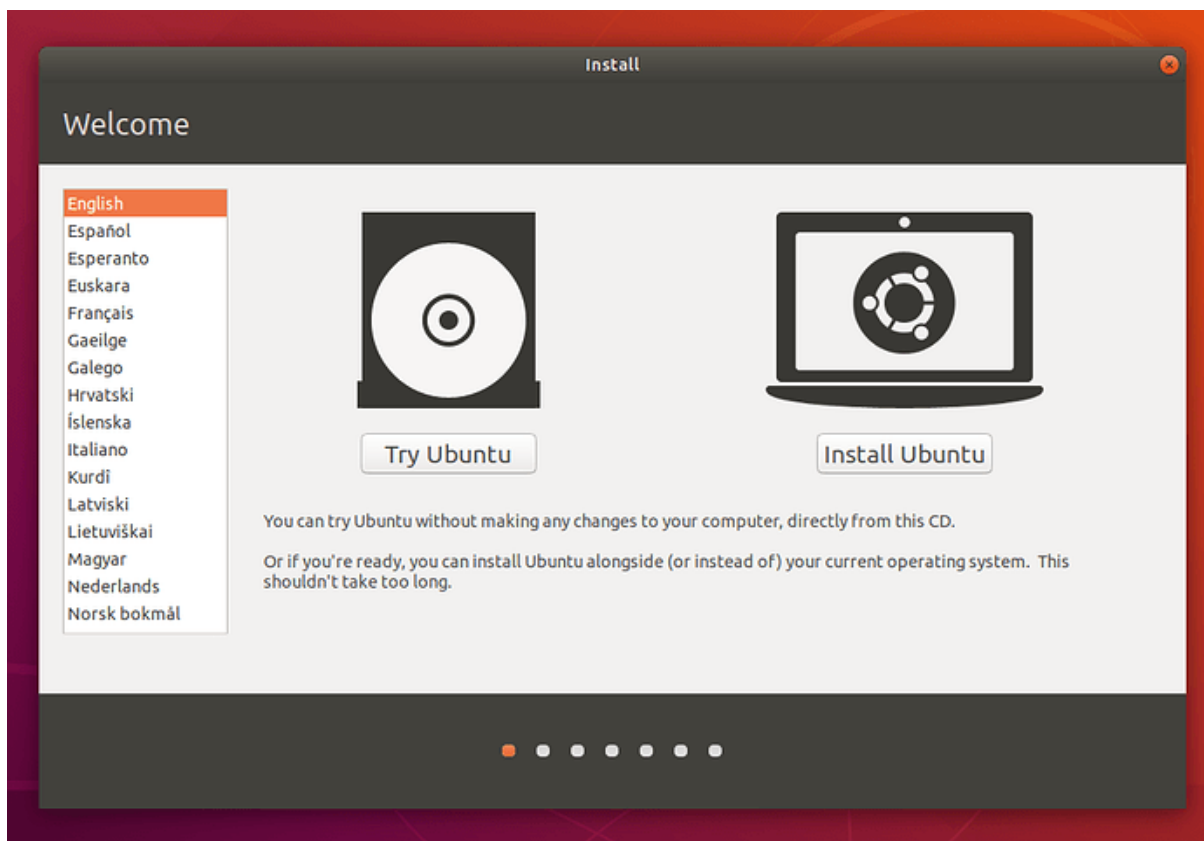 Install
Welcome
English
Español
Esperanto
Euskara
Français
Gaeilge
Galego
Hrvatski
Íslenska
Italiano
Kurdî
Latviski
Lietuviškai
Magyar
Nederlands
Norsk bokmål
Try Ubuntu
Install Ubuntu
You can try Ubuntu without making any changes to your computer, directly from this CD.
Or if you're ready, you can install Ubuntu alongside (or instead of) your current operating system.  This
shouldn't take too long.